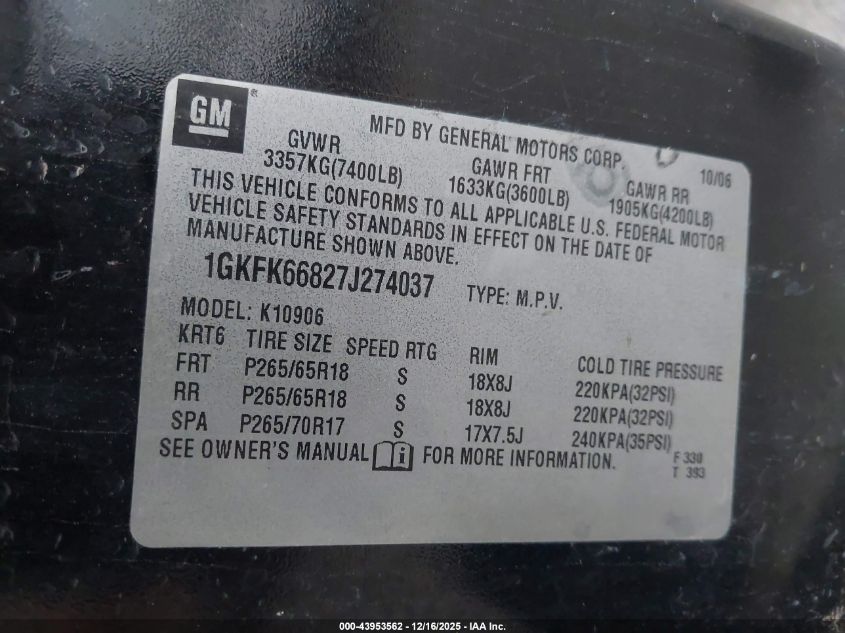 GM
MFD BY GENERAL MOTORS CORP. 10/06
GVWR GAWR FRT GAWR RR
3357KG(7400LB) 1633KG(3600LB) 1905KG(4200LB)
THIS VEHICLE CONFORMS TO ALL APPLICABLE U.S. FEDERAL MOTOR
VEHICLE SAFETY STANDARDS IN EFFECT ON THE DATE OF
MANUFACTURE SHOWN ABOVE.
1GKFK66827J274037 TYPE: M.P.V.
MODEL: K10906
KRT6 TIRE SIZE SPEED RTG RIM COLD TIRE PRESSURE
FRT P265/65R18 S 18X8J 220KPA(32PSI)
RR P265/65R18 S 18X8J 220KPA(32PSI)
SPA P265/70R17 S 17X7.5J 240KPA(35PSI)
SEE OWNER'S MANUAL i FOR MORE INFORMATION.
F 330
T 393
000-43953562 - 12/16/2025 - IAA Inc.